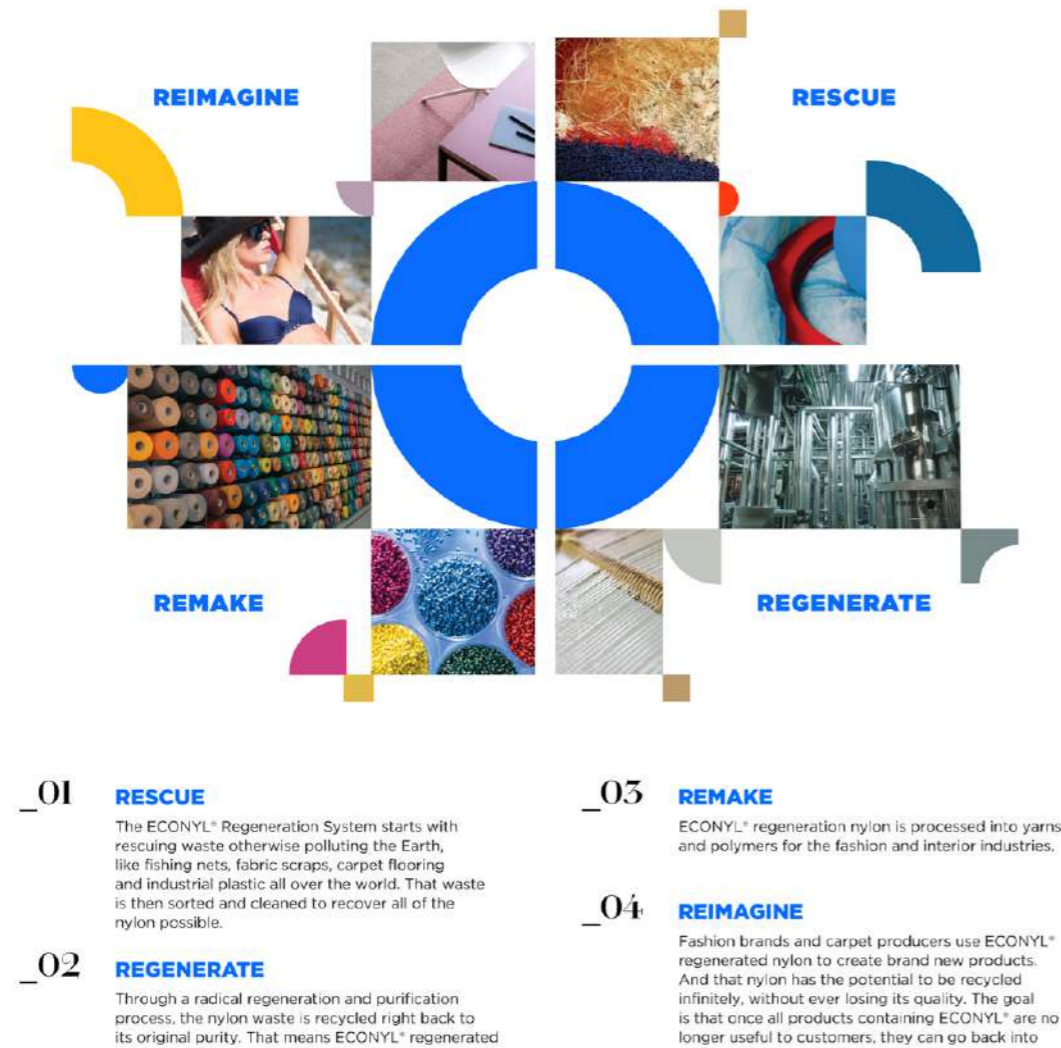 REIMAGINE
RESCUE
REMAKE
REGENERATE
_01
RESCUE
The ECONYL® Regeneration System starts with
rescuing waste otherwise polluting the Earth,
like fishing nets, fabric scraps, carpet flooring
and industrial plastic all over the world. That waste
is then sorted and cleaned to recover all of the
nylon possible.
_02
REGENERATE
Through a radical regeneration and purification
process, the nylon waste is recycled right back to
its original purity. That means ECONYL® regenerated
_03
REMAKE
ECONYL® regeneration nylon is processed into yarns
and polymers for the fashion and interior industries.
_04
REIMAGINE
Fashion brands and carpet producers use ECONYL®
regenerated nylon to create brand new products.
And that nylon has the potential to be recycled
infinitely, without ever losing its quality. The goal
is that once all products containing ECONYL® are no
longer useful to customers, they can go back into